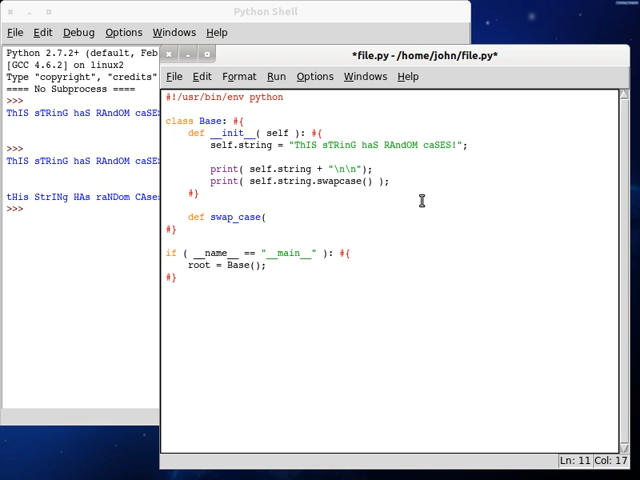 Python Shell
File Edit Debug Options Windows Help
Python 2.7.2+ (default, Feb
[GCC 4.6.2] on linux2
Type "copyright", "credits"
==== No Subprocess ====
>>>
ThIS sTRinG haS RAndOM caSES
>>>
ThIS sTRinG haS RAndOM caSES
tHis StrINg HAs raNDom CAses
>>>
*file.py - /home/john/file.py*
File Edit Run Options Windows Help
#!/usr/bin/env python
class Base: #{
def __init__( self ): #{
self.string = "ThIS sTRinG haS RAndOM caSES!";
print( self.string + "\n\n");
print( self.string.swapcase() );
#}
def swap_case(
#}
if ( __name__ == "__main__" ): #{
root = Base();
#}
Ln: 11 Col: 17